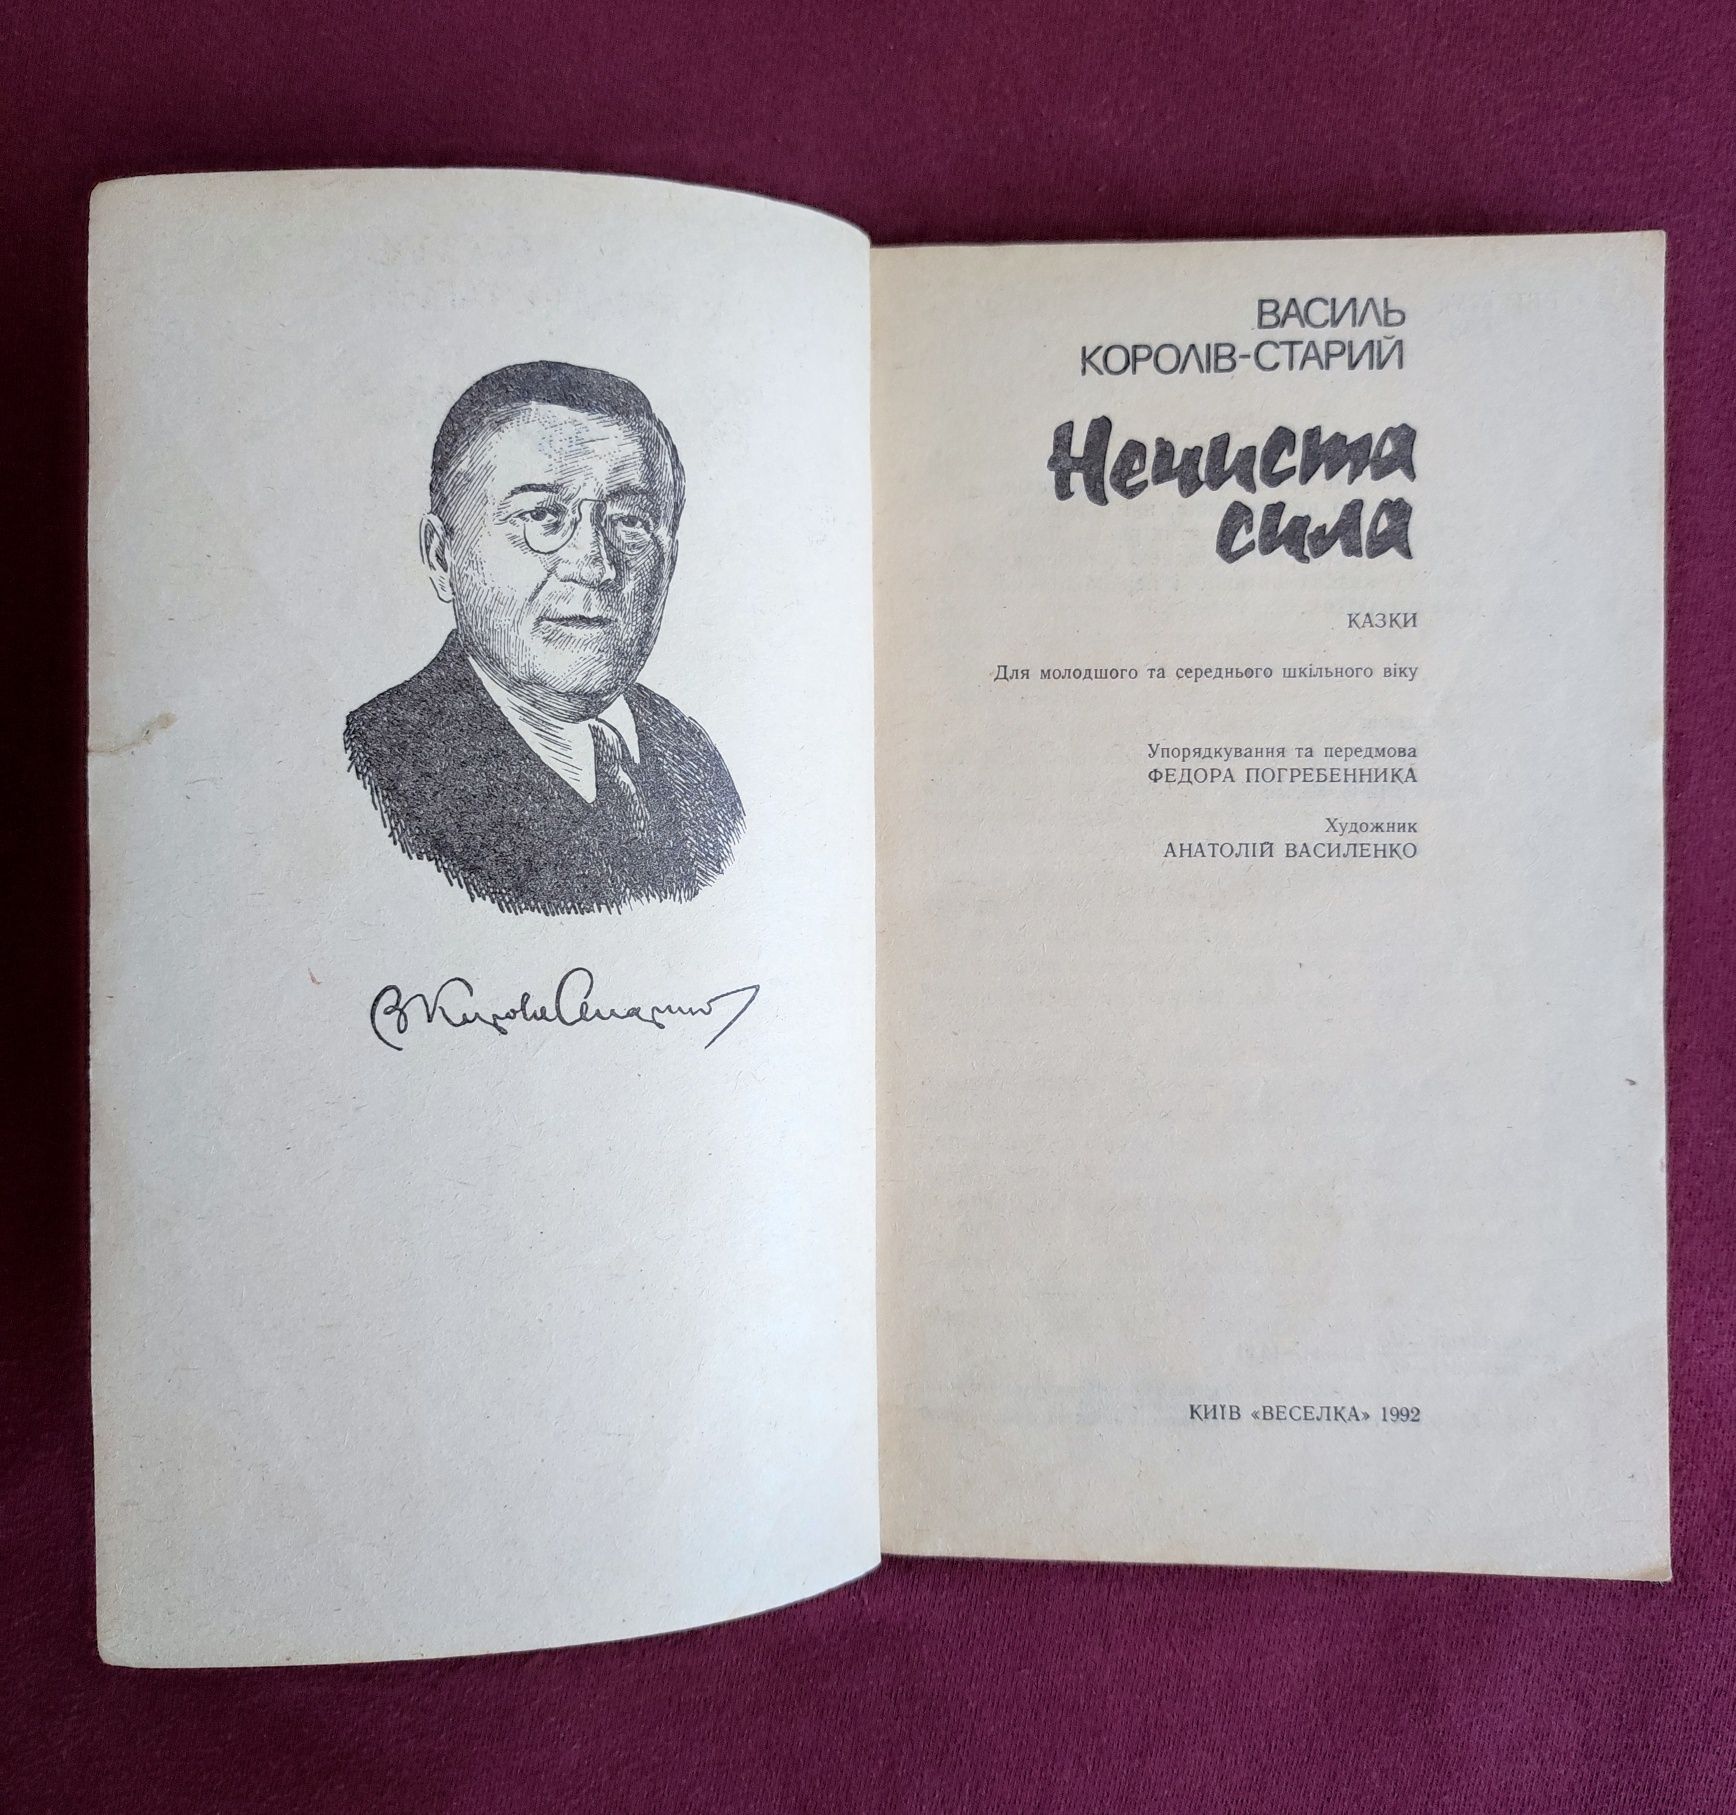 ВАСИЛЬ
КОРОЛІВ-СТАРИЙ
Нечиста
сила
КАЗКИ
Для молодшого та середнього шкільного віку
Упорядкування та передмова
ФЕДОРА ПОГРЕБЕННИКА
Художник
АНАТОЛІЙ ВАСИЛЕНКО
КИЇВ «ВЕСЕЛКА» 1992